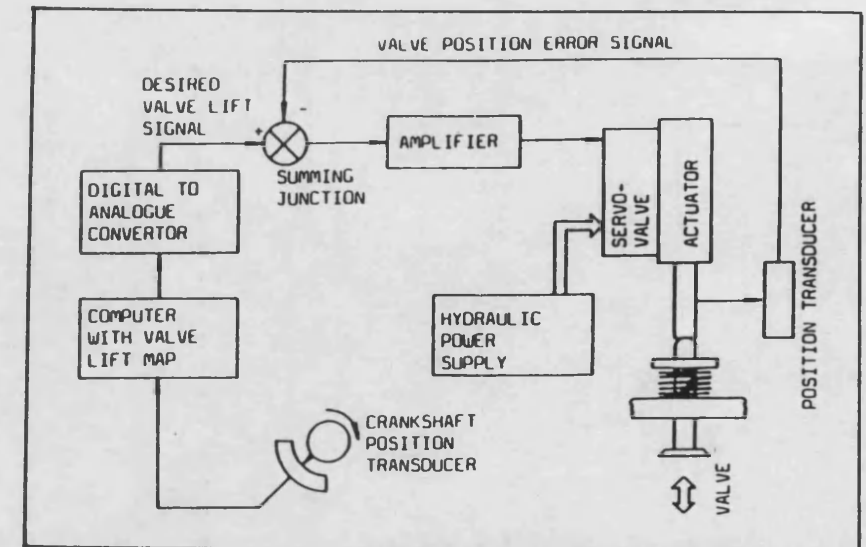 VALVE POSITION ERROR SIGNAL
DESIRED
VALVE LIFT
SIGNAL
+
-
SUMMING
JUNCTION
AMPLIFIER
SERVO-
VALVE
ACTUATOR
POSITION TRANSDUCER
DIGITAL TO
ANALOGUE
CONVERTOR
COMPUTER
WITH VALVE
LIFT MAP
HYDRAULIC
POWER
SUPPLY
CRANKSHAFT
POSITION
TRANSDUCER
VALVE